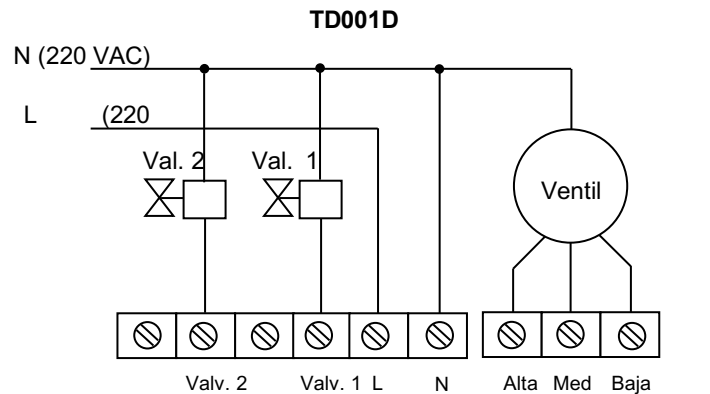 TD001D
N (220 VAC)
L (220
Val. 2 Val. 1
Ventil
Valv. 2 Valv. 1 L N Alta Med Baja